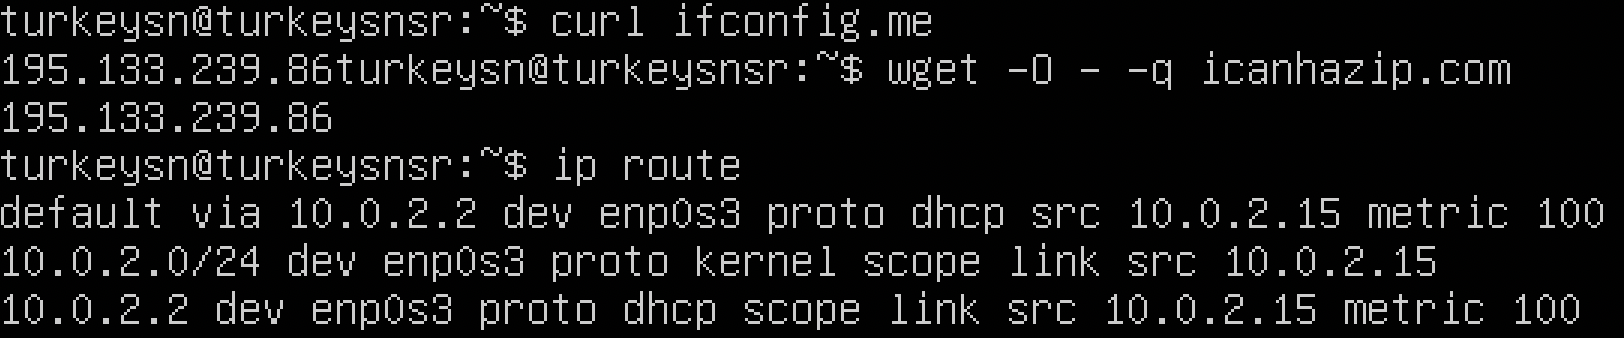 turkeysn@turkeysnsr:~$ curl ifconfig.me
195.133.239.86turkeysn@turkeysnsr:~$ wget -O - -q icanhazip.com
195.133.239.86
turkeysn@turkeysnsr:~$ ip route
default via 10.0.2.2 dev enp0s3 proto dhcp src 10.0.2.15 metric 100
10.0.2.0/24 dev enp0s3 proto kernel scope link src 10.0.2.15
10.0.2.2 dev enp0s3 proto dhcp scope link src 10.0.2.15 metric 100